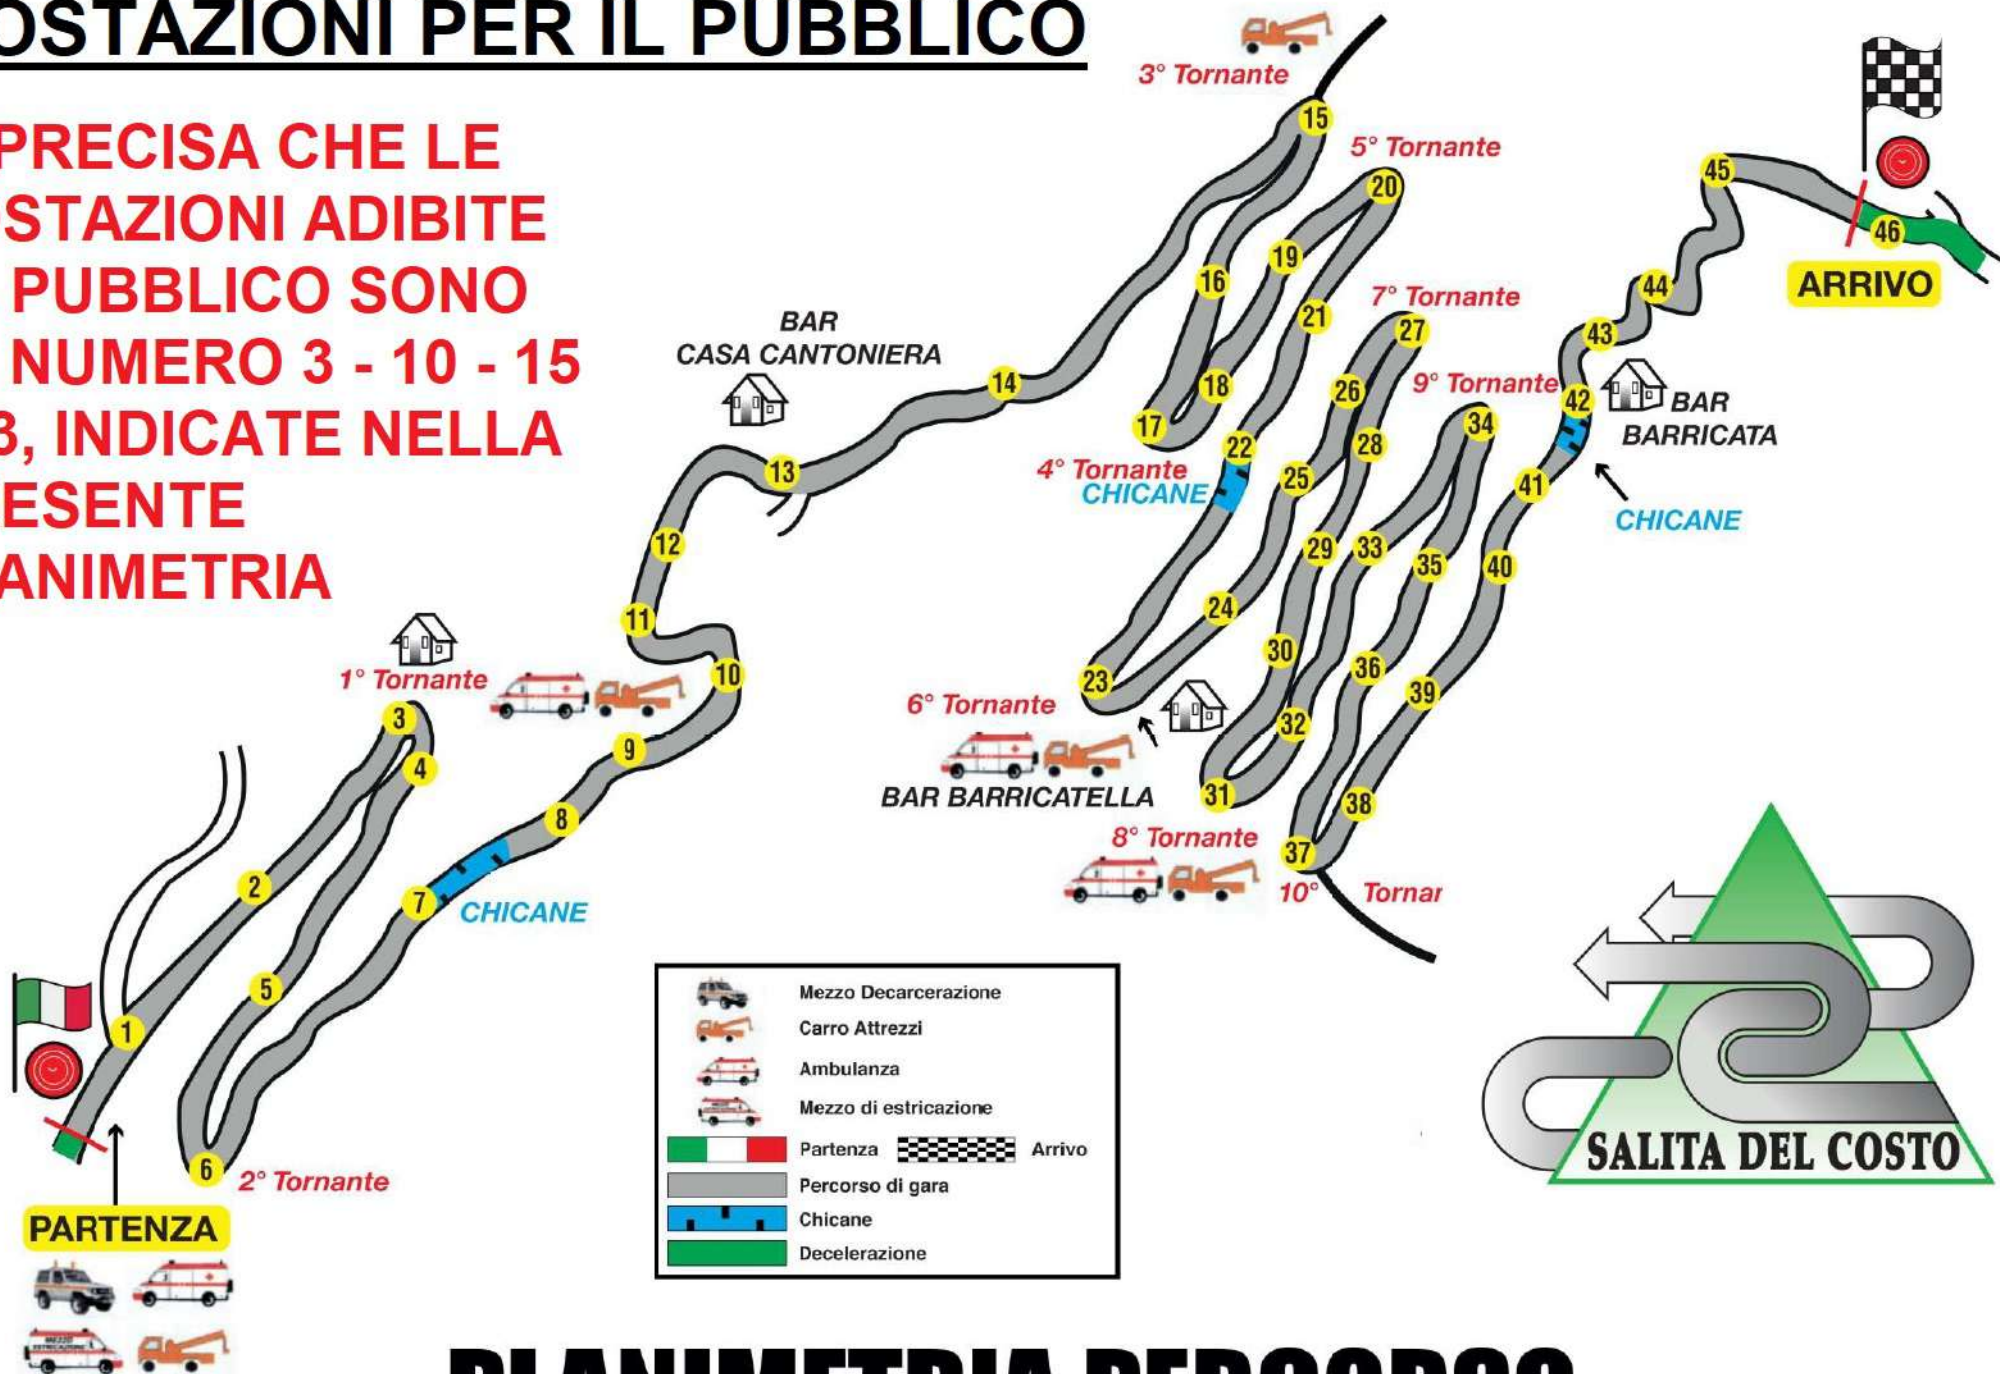 OSTAZIONI PER IL PUBBLICO
PRECISA CHE LE
OSTAZIONI ADIBITE
PUBBLICO SONO
NUMERO 3 - 10 - 15
3, INDICATE NELLA
ESENTE
ANIMETRIA
3° Tornante
15
5° Tornante
20
45
46
ARRIVO
19
16
7° Tornante
21
27
44
43
BAR
CASA CANTONIERA
14
18
26
9° Tornante
42
BAR
BARRICATA
17
22
28
34
4° Tornante
CHICANE
25
41
CHICANE
13
12
29
33
35
40
11
24
30
36
39
1° Tornante
10
23
6° Tornante
3
4
9
32
BAR BARRICATELLA
31
38
8
8° Tornante
37
2
7
CHICANE
10° Tornar
5
1
6
2° Tornante
PARTENZA
MEZZO
ESTRICAZIONE
Mezzo Decarcerazione
Carro Attrezzi
Ambulanza
Mezzo di estricazione
Partenza
Arrivo
Percorso di gara
Chicane
Decelerazione
SALITA DEL COSTO
PLANIMETRIA PERCORSO